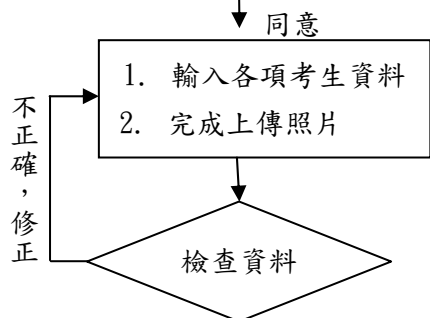 同意
1. 輸入各項考生資料
2. 完成上傳照片
不正確，修正
檢查資料